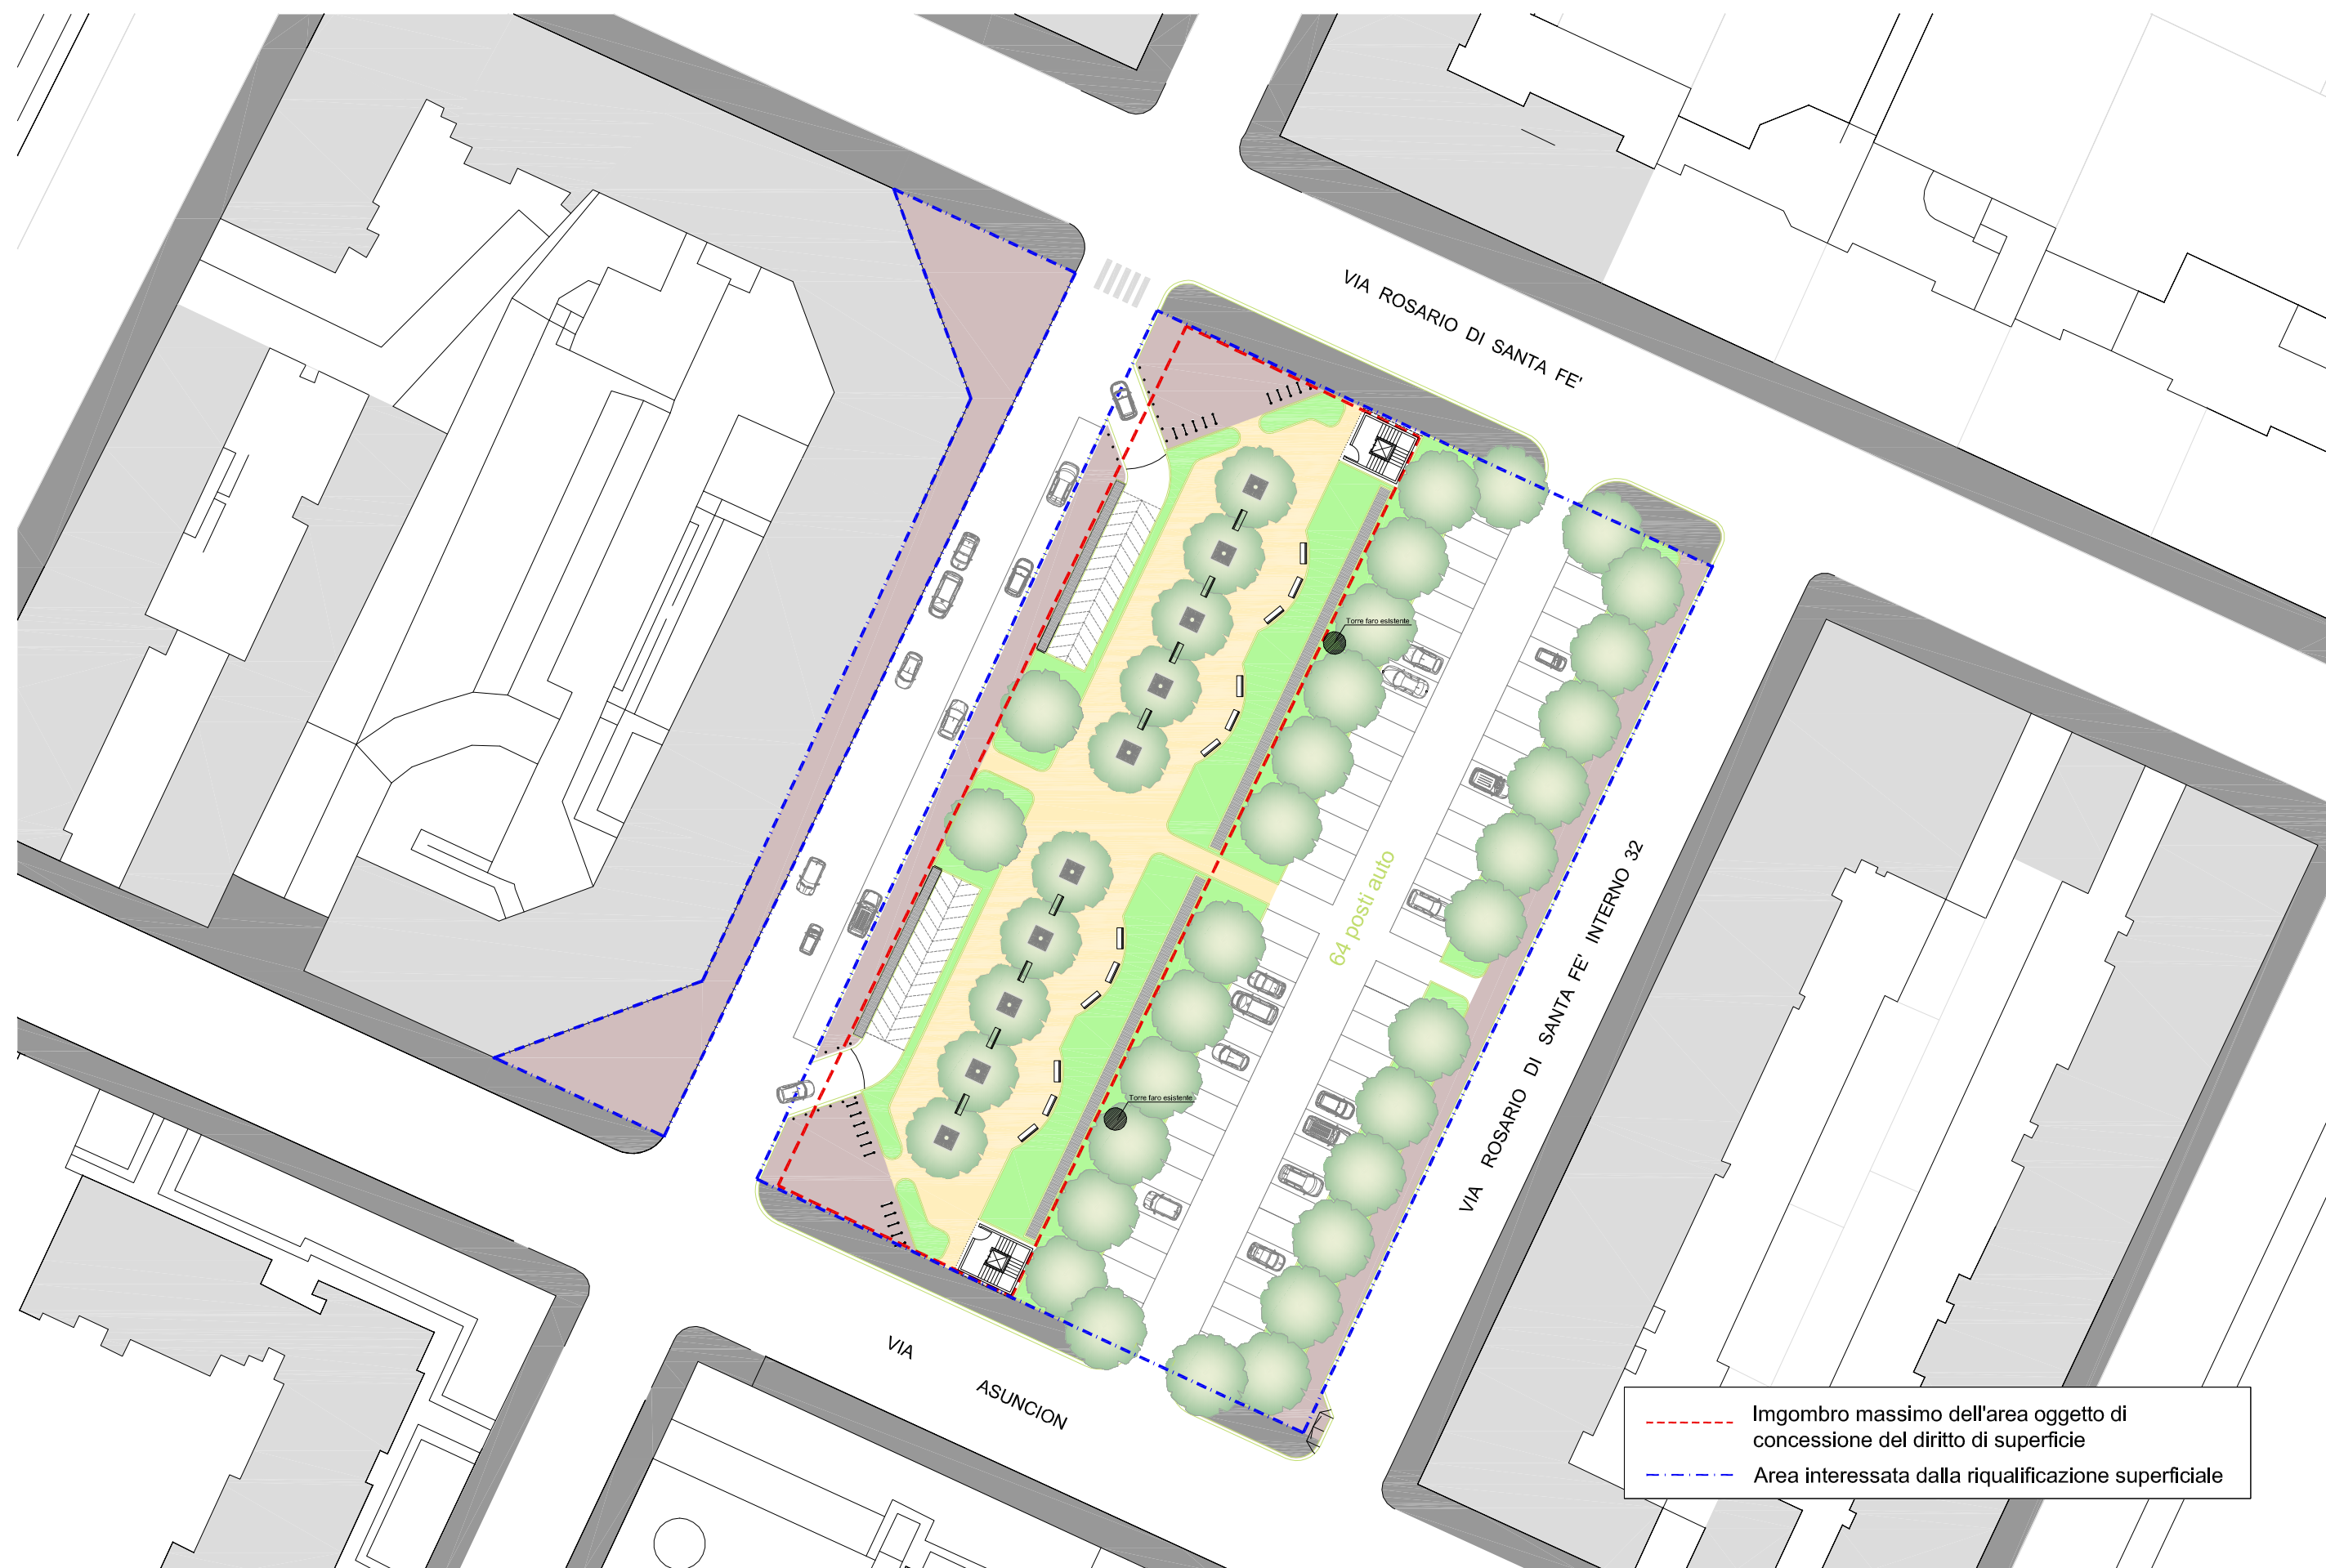 VIA ROSARIO DI SANTA FE'
Torre faro esistente
64 posti auto
VIA ROSARIO DI SANTA FE' INTERNO 32
Torre faro esistente
VIA
ASUNCION
Imgombro massimo dell'area oggetto di
concessione del diritto di superficie
Area interessata dalla riqualificazione superficiale